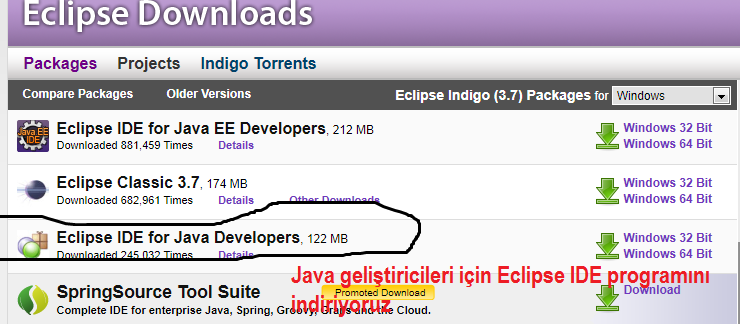 Eclipse Downloads
Packages Projects Indigo Torrents
Compare Packages Older Versions Eclipse Indigo (3.7) Packages for Windows
Java EE IDE
Eclipse IDE for Java EE Developers, 212 MB
Downloaded 881,459 Times Details
Windows 32 Bit
Windows 64 Bit
Eclipse Classic 3.7, 174 MB
Downloaded 682,961 Times Details Other Downloads
Windows 32 Bit
Windows 64 Bit
Eclipse IDE for Java Developers, 122 MB
Downloaded 245,032 Times Details
Windows 32 Bit
Windows 64 Bit
Java geliştiricileri için Eclipse IDE programını
indiriyoruz
SpringSource Tool Suite Promoted Download Download
Complete IDE for enterprise Java, Spring, Groovy, Grails and the Cloud.